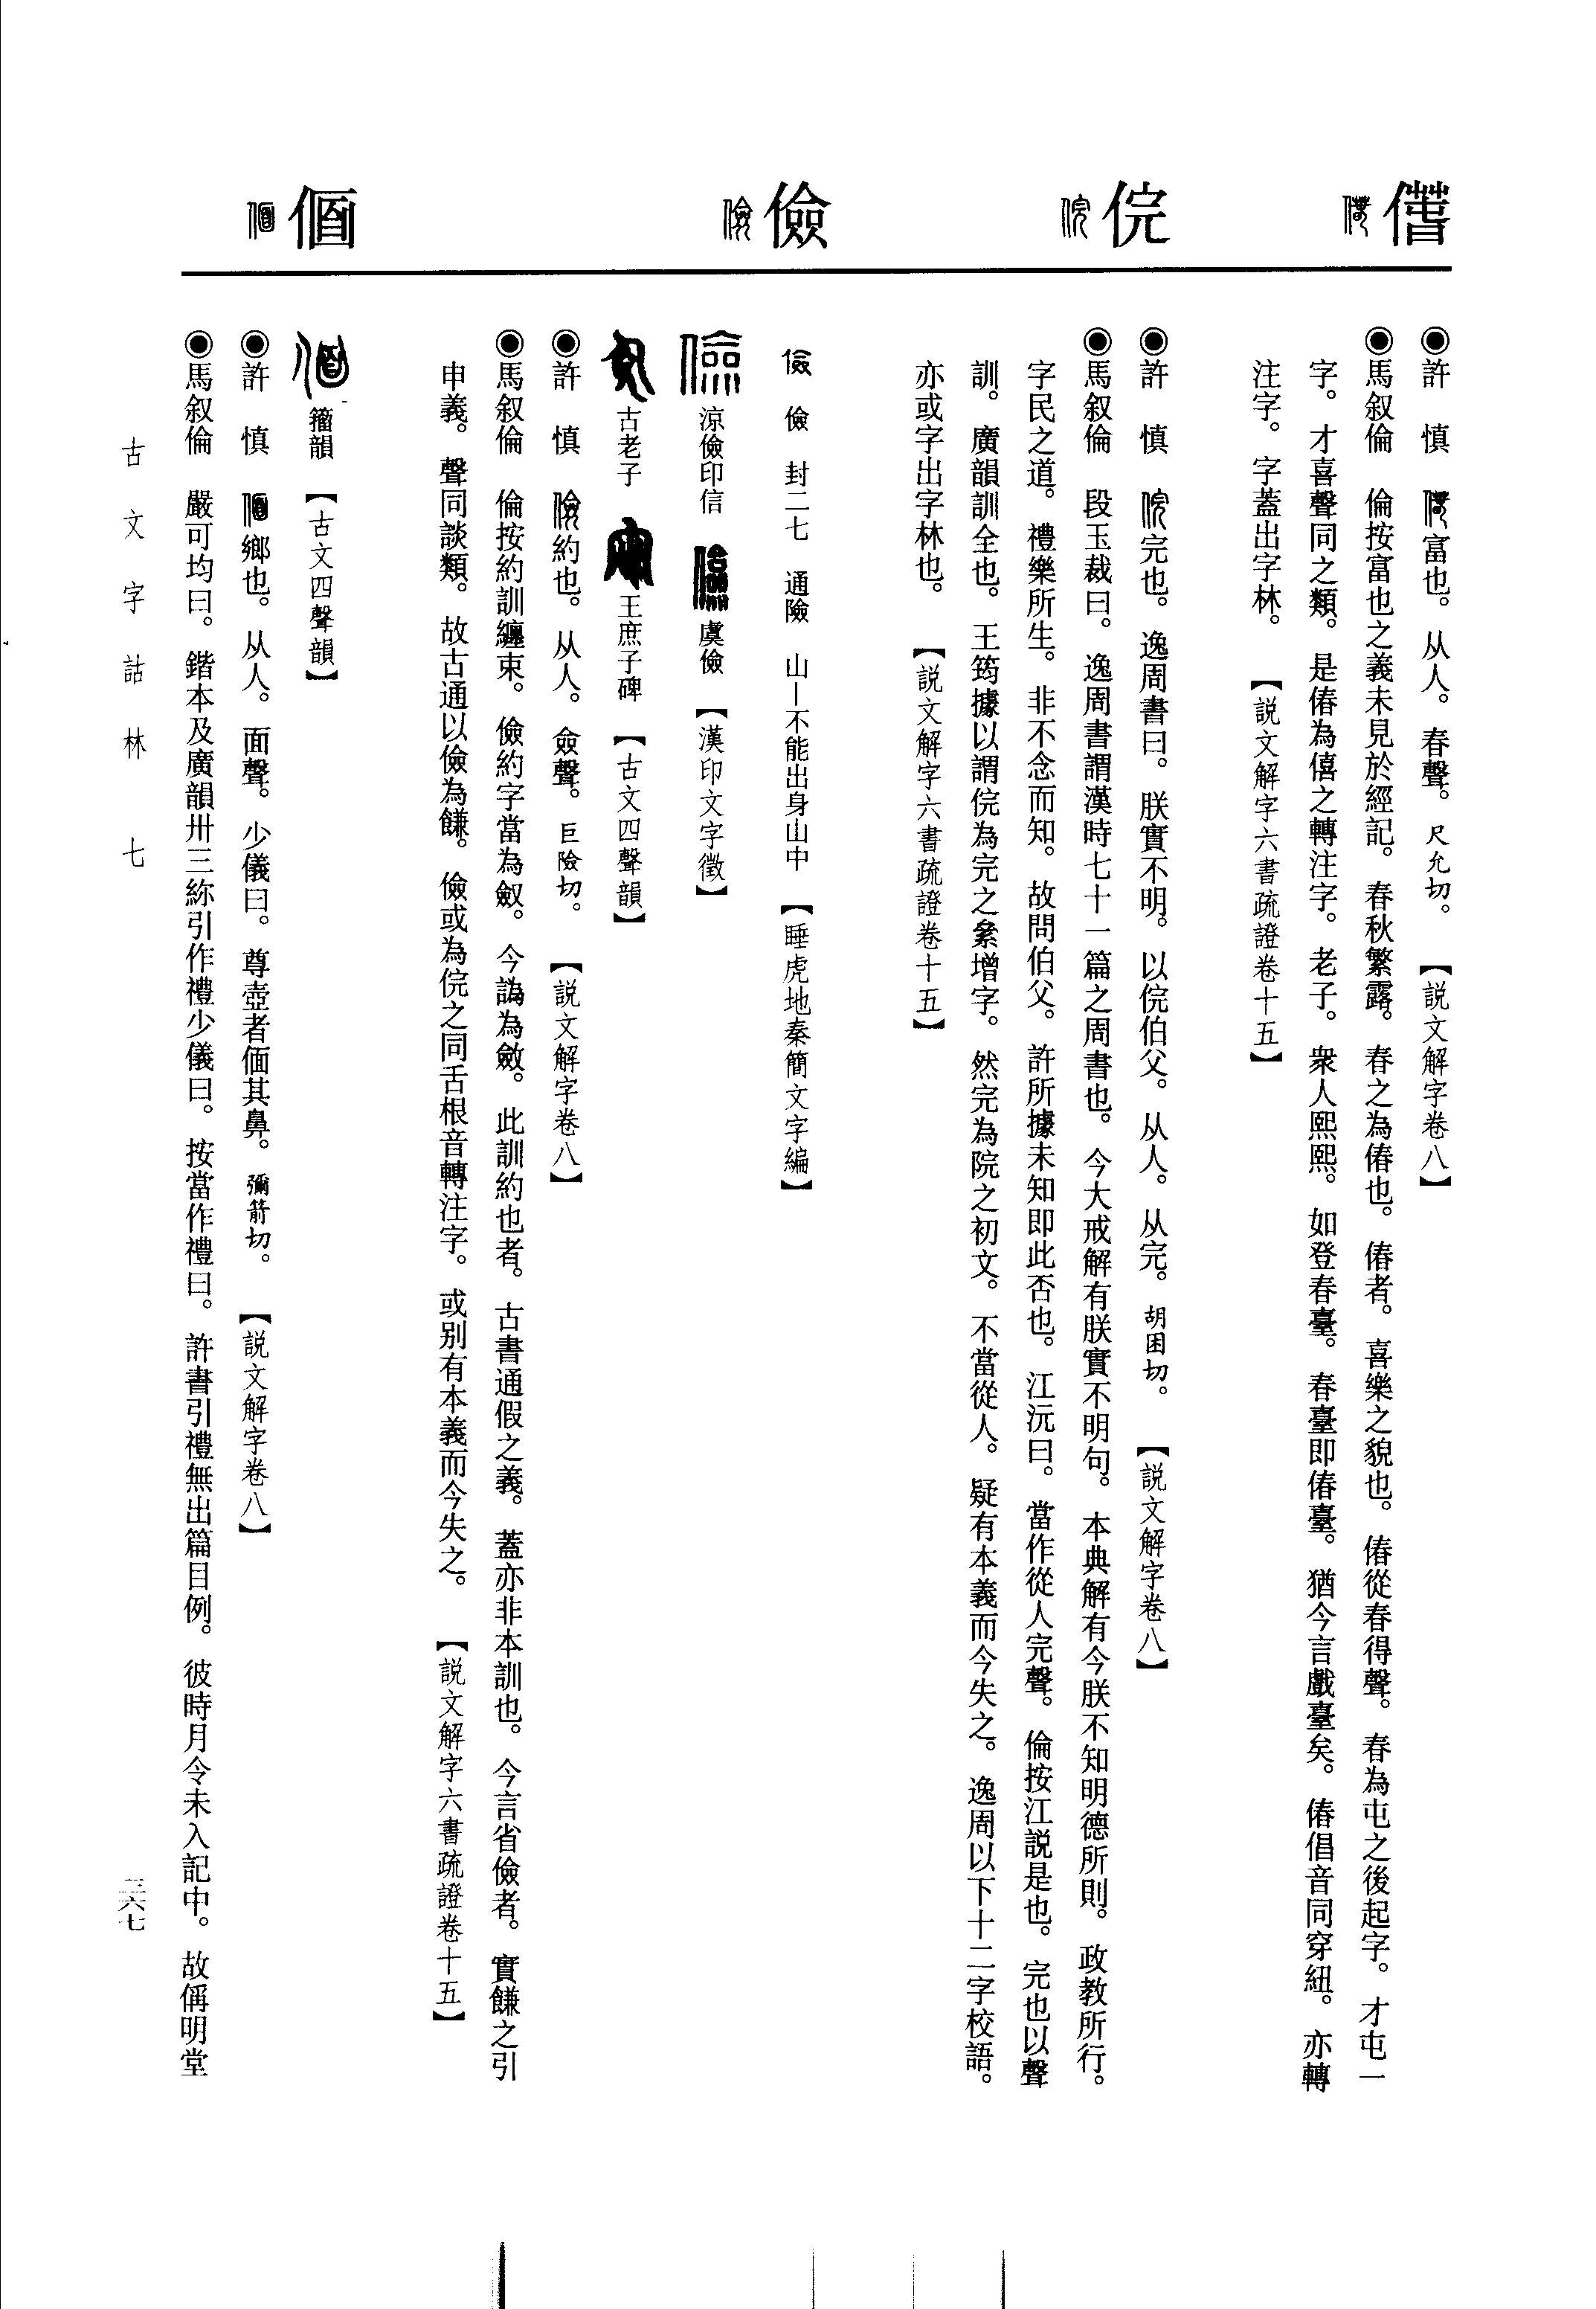 僐
◉許　慎　富也。从人。春聲。尺允切。【説文解字卷八】
◉馬叙倫　倫按富也之義未見於經記。春秋繁露。春之為偆也。偆者。喜樂之貌也。偆從春得聲。春為屯之後起字。才屯一
字。才喜聲同之類。是偆為僖之轉注字。老子。衆人熙熙。如登春臺。春臺即偆臺。猶今言戲臺矣。偆倡音同穿紐。亦轉
注字。字蓋出字林。【説文解字六書疏證卷十五】
俒
◉許　慎　完也。逸周書曰。朕實不明。以俒伯父。从人。从完。胡困切。【説文解字卷八】
◉馬叙倫　段玉裁曰。逸周書謂漢時七十一篇之周書也。今大戒解有朕實不明句。本典解有今朕不知明德所則。政教所行。
字民之道。禮樂所生。非不念而知。故問伯父。許所據未知即此否也。江沅曰。當作從人完聲。倫按江説是也。完也以聲
訓。廣韻訓全也。王筠據以謂俒為完之絫增字。然完為院之初文。不當從人。疑有本義而今失之。逸周以下十二字校語。
亦或字出字林也。【説文解字六書疏證卷十五】
儉
儉　封二七　通險　山—不能出身山中　【睡虎地秦簡文字編】
涼儉印信　虞儉　【漢印文字徵】
古老子　王庶子碑　【古文四聲韻】
◉許　慎　約也。从人。僉聲。巨險切。【説文解字卷八】
◉馬叙倫　倫按約訓纏束。儉約字當為劔。今譌為斂。此訓約也者。古書通假之義。蓋亦非本訓也。今言省儉者。實饊之引
申義。聲同談類。故古通以儉為饊。儉或為俒之同舌根音轉注字。或别有本義而今失之。【説文解字六書疏證卷十五】
偭
籀韻　【古文四聲韻】
◉許　慎　鄉也。从人。面聲。少儀曰。尊壺者偭其鼻。彌箭切。【説文解字卷八】
◉馬叙倫　嚴可均曰。鍇本及廣韻卅三線引作禮少儀曰。按當作禮曰。許書引禮無出篇目例。彼時月令未入記中。故偁明堂
古文字詁林　七
三六七